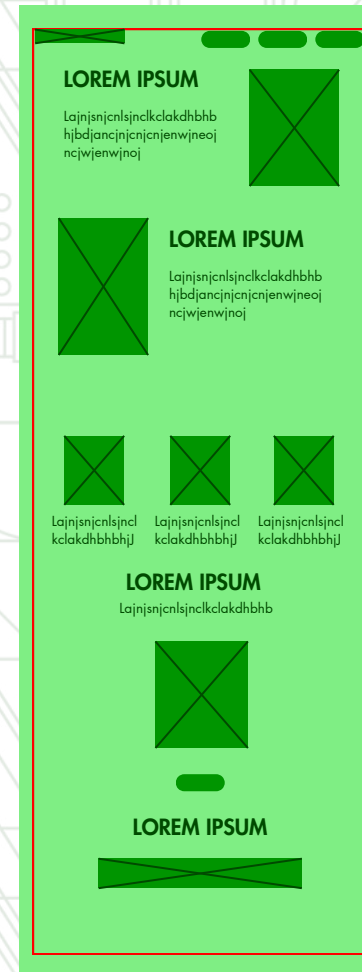 LOREM IPSUM
Lajnjsnjcnlsjnclkclakdhbhb
hjbdjancjnjcnjcnjenwjneoj
ncjwjenwjnoj
LOREM IPSUM
Lajnjsnjcnlsjnclkclakdhbhb
hjbdjancjnjcnjcnjenwjneoj
ncjwjenwjnoj
Lajnjsnjcnlsjncl
kclakdhbhbhjJ
Lajnjsnjcnlsjncl
kclakdhbhbhjJ
Lajnjsnjcnlsjncl
kclakdhbhbhjJ
LOREM IPSUM
Lajnjsnjcnlsjnclkclakdhbhb
LOREM IPSUM